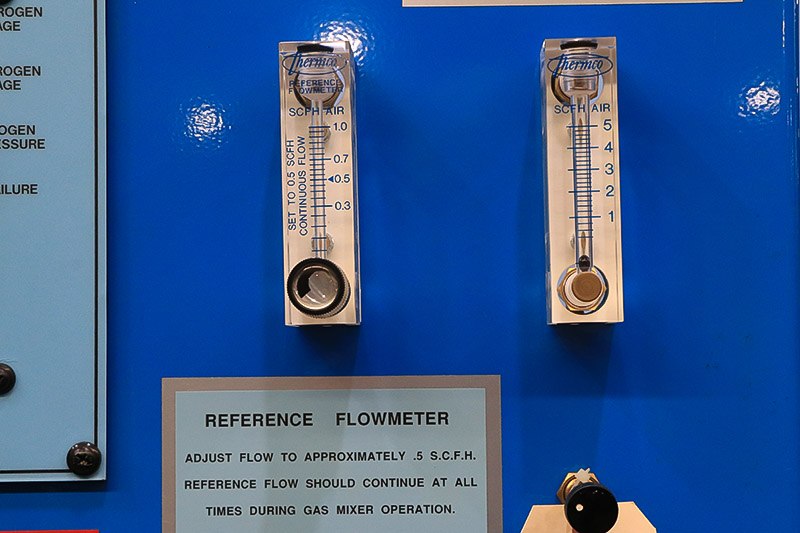 ROGEN
AGE
ROGEN
AGE
OGEN
ESSURE
AILURE
Thermco
REFERENCE
FLOWMETER
SCFH AIR
1.0
0.7
0.5
0.3
SET TO 0.5 SCFH
CONTINUOUS FLOW
Thermco
SCFH AIR
5
4
3
2
1
REFERENCE FLOWMETER
ADJUST FLOW TO APPROXIMATELY .5 S.C.F.H.
REFERENCE FLOW SHOULD CONTINUE AT ALL
TIMES DURING GAS MIXER OPERATION.